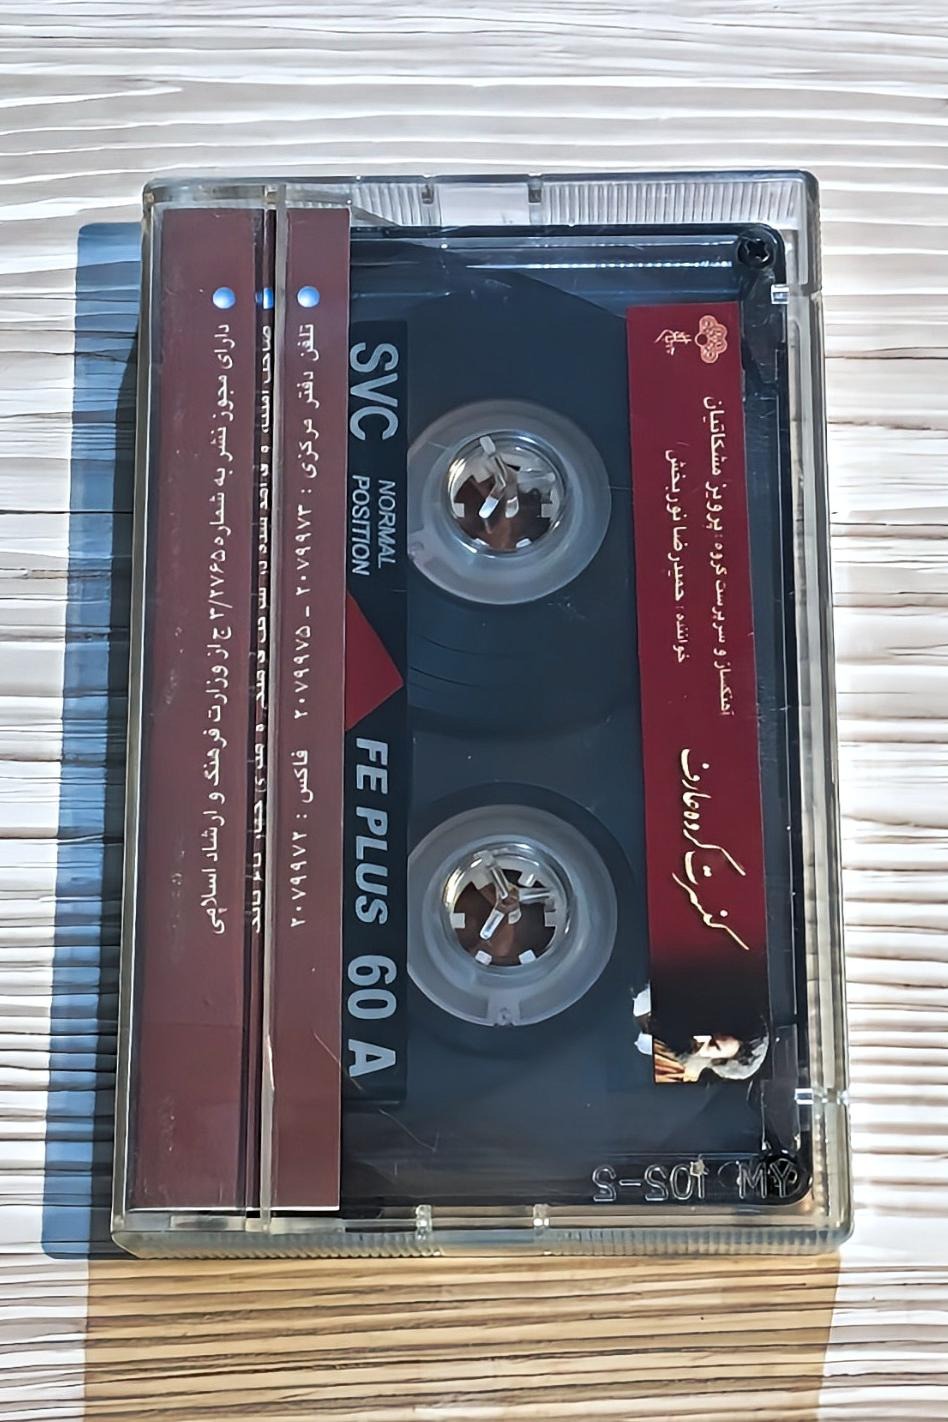 دارای مجوز نشر به شماره ۳/۲۷۶۵ ج از وزارت فرهنگ و ارشاد اسلامی
تلفن دفتر مرکزی : ۲۰۷۹۹۷۳ - ۲۰۷۹۹۷۵ فاکس : ۲۰۷۹۹۷۲
SVC
NORMAL
POSITION
FE PLUS 60 A
آهنگساز و سرپرست گروه : پرویز مشکاتیان
خواننده : حمیدرضا نوربخش
کنسرت گروه عارف